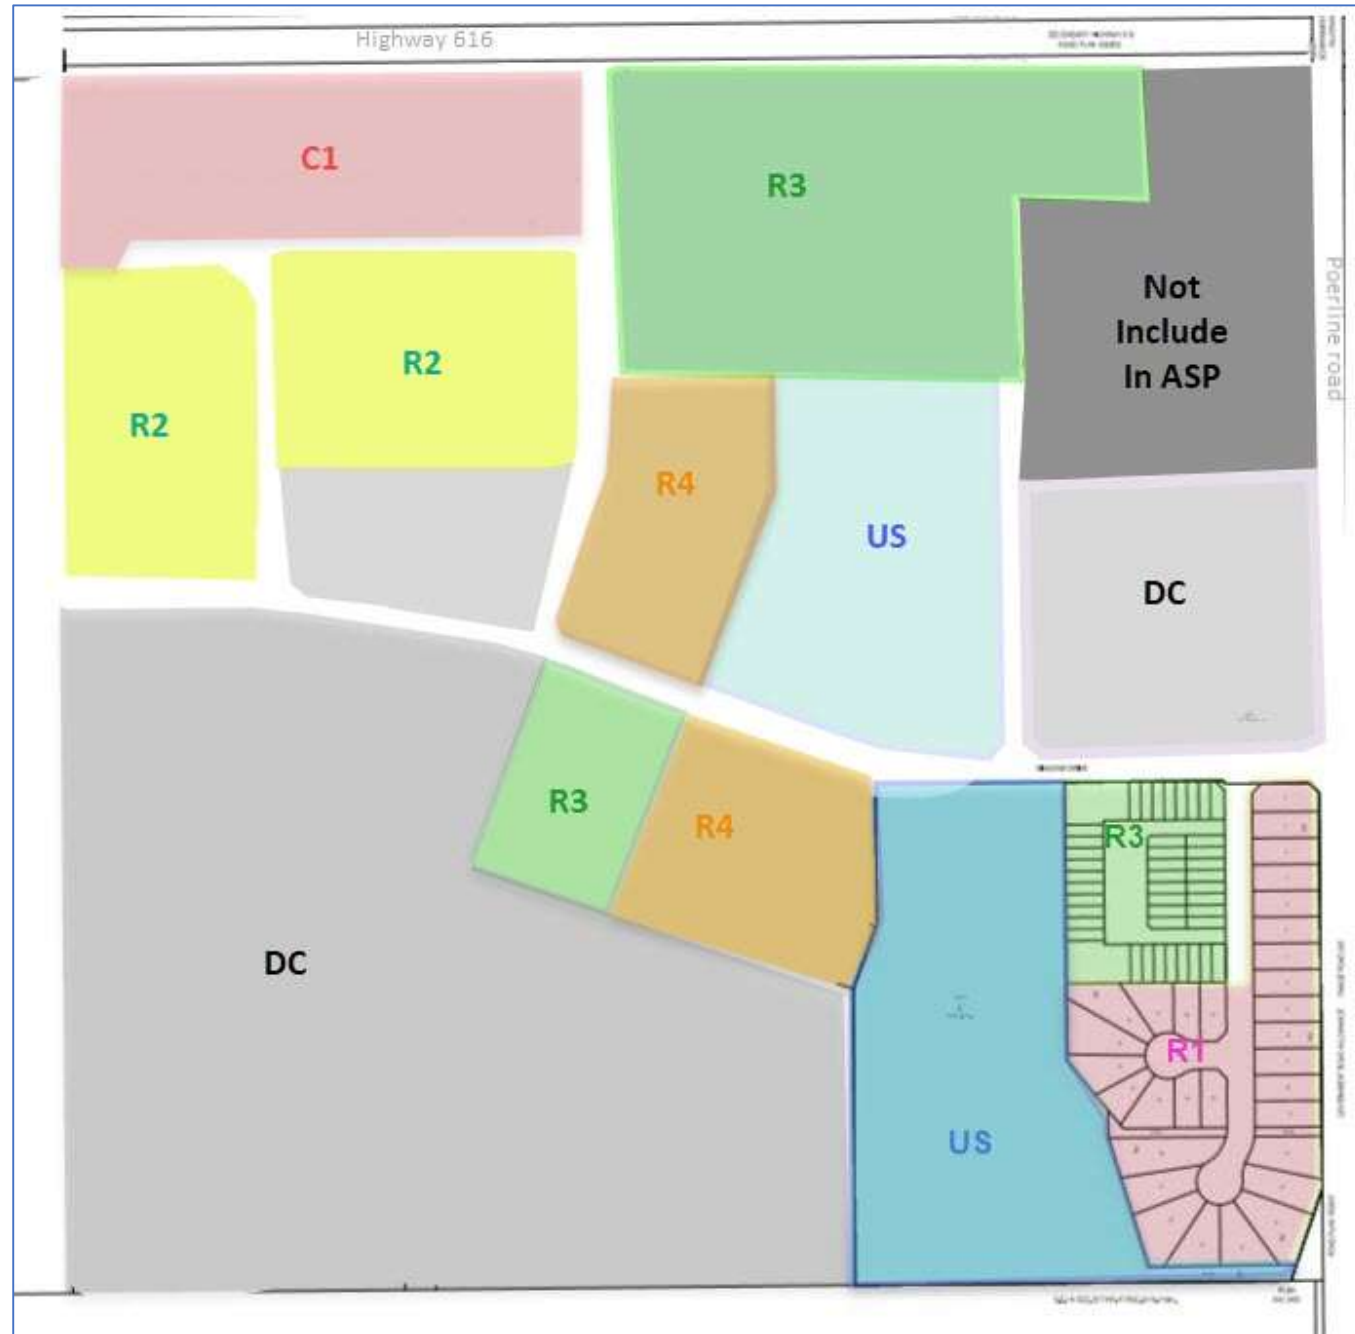 Highway 616
C1
R3
Not
Include
In ASP
Poerline road
R2
R2
R4
US
DC
R3
R4
R3
DC
R1
US